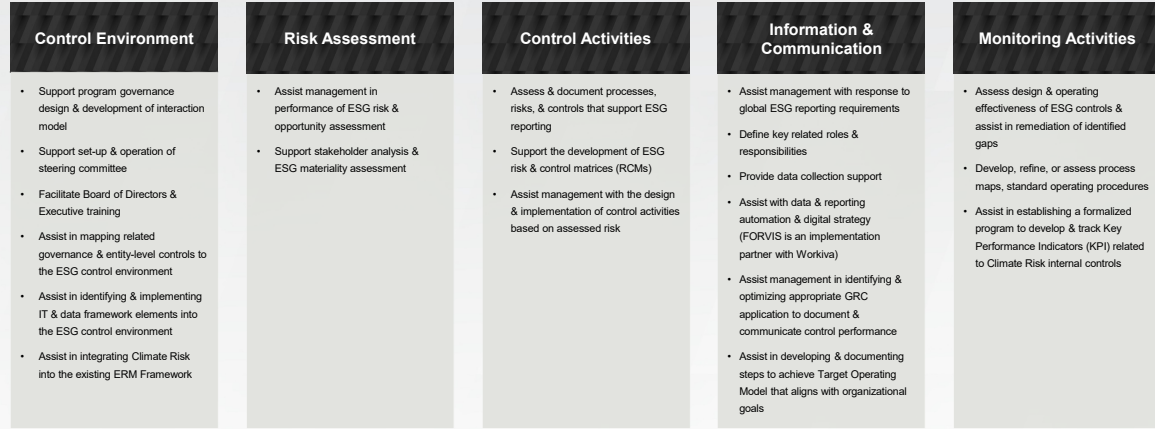 Control Environment
• Support program governance
design & development of interaction
model
• Support set-up & operation of
steering committee
• Facilitate Board of Directors &
Executive training
• Assist in mapping related
governance & entity-level controls to
the ESG control environment
• Assist in identifying & implementing
IT & data framework elements into
the ESG control environment
• Assist in integrating Climate Risk
into the existing ERM Framework
Risk Assessment
• Assist management in
performance of ESG risk &
opportunity assessment
• Support stakeholder analysis &
ESG materiality assessment
Control Activities
• Assess & document processes,
risks, & controls that support ESG
reporting
• Support the development of ESG
risk & control matrices (RCMs)
• Assist management with the design
& implementation of control activities
based on assessed risk
Information &
Communication
• Assist management with response to
global ESG reporting requirements
• Define key related roles &
responsibilities
• Provide data collection support
• Assist with data & reporting
automation & digital strategy
(FORVIS is an implementation
partner with Workiva)
• Assist management in identifying &
optimizing appropriate GRC
application to document &
communicate control performance
• Assist in developing & documenting
steps to achieve Target Operating
Model that aligns with organizational
goals
Monitoring Activities
• Assess design & operating
effectiveness of ESG controls &
assist in remediation of identified
gaps
• Develop, refine, or assess process
maps, standard operating procedures
• Assist in establishing a formalized
program to develop & track Key
Performance Indicators (KPI) related
to Climate Risk internal controls